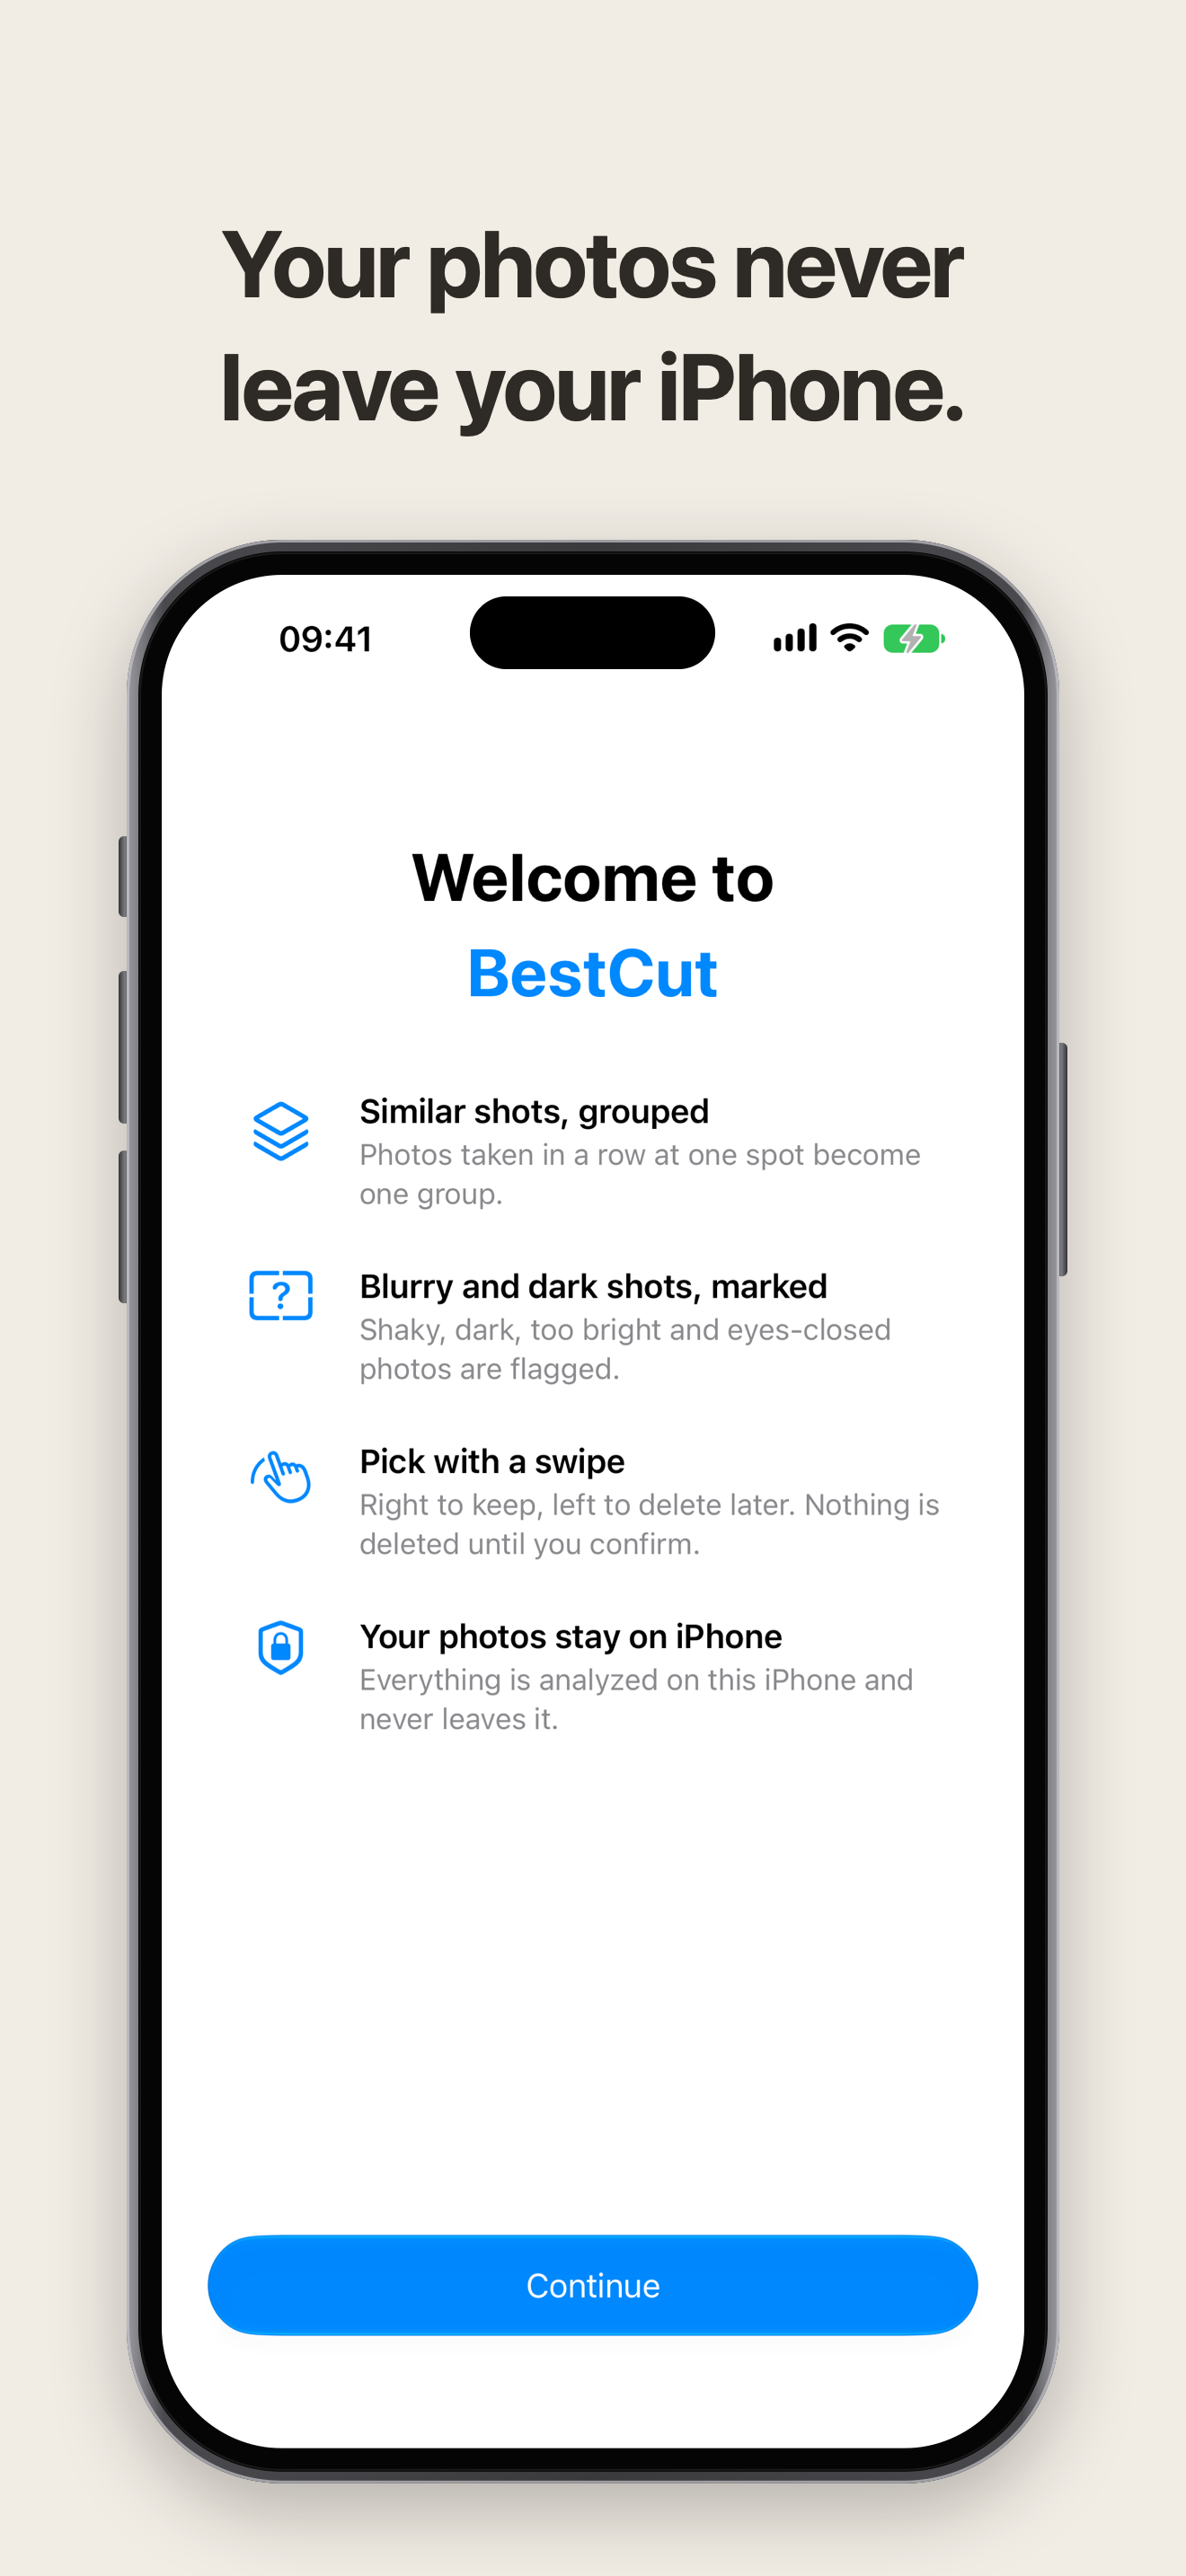 Your photos never
leave your iPhone.
09:41
Welcome to
BestCut
Similar shots, grouped
Photos taken in a row at one spot become
one group.
?
Blurry and dark shots, marked
Shaky, dark, too bright and eyes-closed
photos are flagged.
Pick with a swipe
Right to keep, left to delete later. Nothing is
deleted until you confirm.
Your photos stay on iPhone
Everything is analyzed on this iPhone and
never leaves it.
Continue